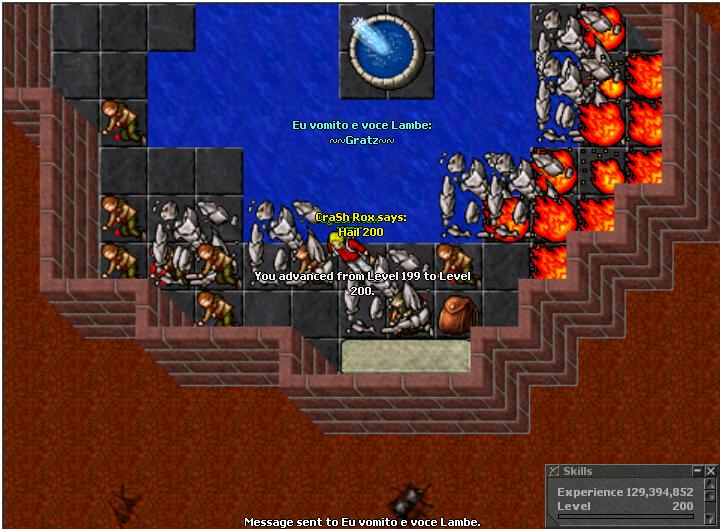 Eu vomito e voce Lambe:
~~Gratz~~
CraSh Rox says:
Hail 200
You advanced from Level 199 to Level
200.
Skills
Experience 129,394,852
Level 200
Message sent to Eu vomito e voce Lambe.